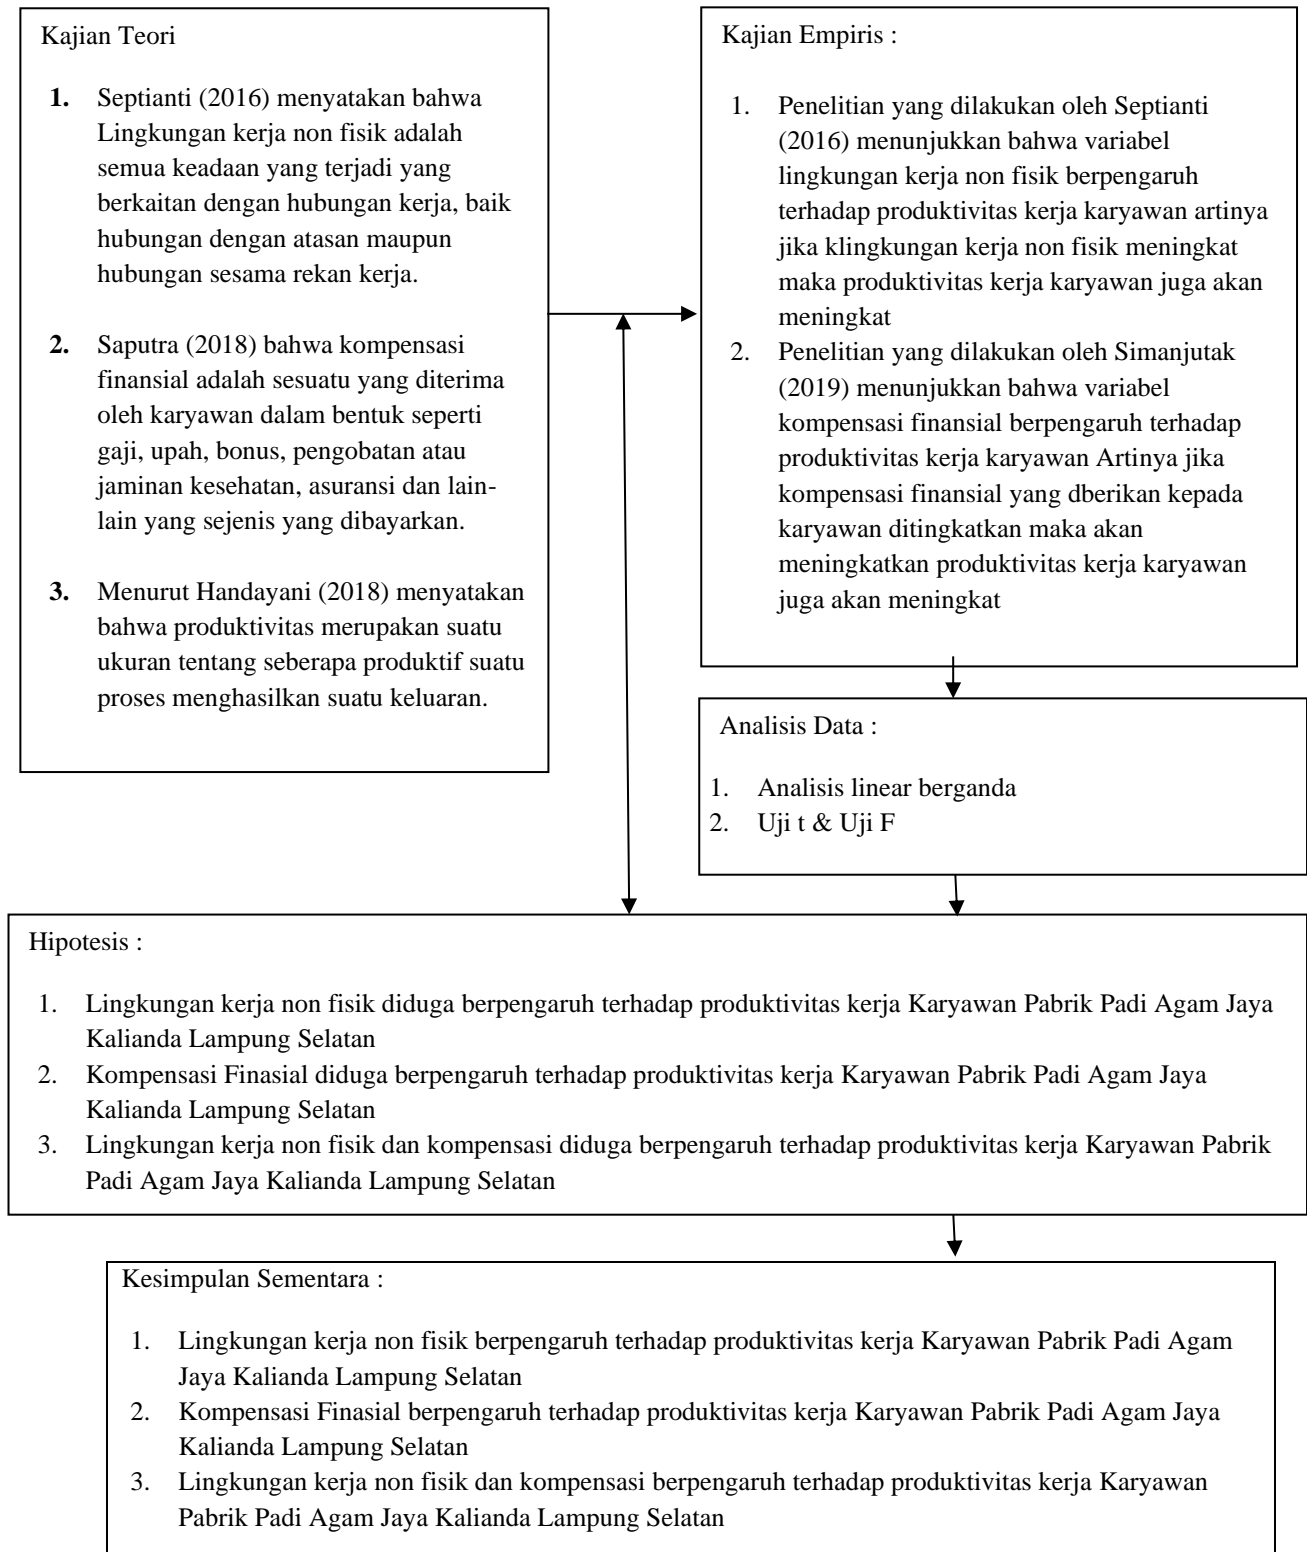 Kajian Teori
1. Septianti (2016) menyatakan bahwa
Lingkungan kerja non fisik adalah
semua keadaan yang terjadi yang
berkaitan dengan hubungan kerja, baik
hubungan dengan atasan maupun
hubungan sesama rekan kerja.
2. Saputra (2018) bahwa kompensasi
finansial adalah sesuatu yang diterima
oleh karyawan dalam bentuk seperti
gaji, upah, bonus, pengobatan atau
jaminan kesehatan, asuransi dan lain-
lain yang sejenis yang dibayarkan.
3. Menurut Handayani (2018) menyatakan
bahwa produktivitas merupakan suatu
ukuran tentang seberapa produktif suatu
proses menghasilkan suatu keluaran.
Kajian Empiris :
1. Penelitian yang dilakukan oleh Septianti
(2016) menunjukkan bahwa variabel
lingkungan kerja non fisik berpengaruh
terhadap produktivitas kerja karyawan artinya
jika klingkungan kerja non fisik meningkat
maka produktivitas kerja karyawan juga akan
meningkat
2. Penelitian yang dilakukan oleh Simanjutak
(2019) menunjukkan bahwa variabel
kompensasi finansial berpengaruh terhadap
produktivitas kerja karyawan Artinya jika
kompensasi finansial yang dberikan kepada
karyawan ditingkatkan maka akan
meningkatkan produktivitas kerja karyawan
juga akan meningkat
Analisis Data :
1. Analisis linear berganda
2. Uji t & Uji F
Hipotesis :
1. Lingkungan kerja non fisik diduga berpengaruh terhadap produktivitas kerja Karyawan Pabrik Padi Agam Jaya
Kalianda Lampung Selatan
2. Kompensasi Finasial diduga berpengaruh terhadap produktivitas kerja Karyawan Pabrik Padi Agam Jaya
Kalianda Lampung Selatan
3. Lingkungan kerja non fisik dan kompensasi diduga berpengaruh terhadap produktivitas kerja Karyawan Pabrik
Padi Agam Jaya Kalianda Lampung Selatan
Kesimpulan Sementara :
1. Lingkungan kerja non fisik berpengaruh terhadap produktivitas kerja Karyawan Pabrik Padi Agam
Jaya Kalianda Lampung Selatan
2. Kompensasi Finasial berpengaruh terhadap produktivitas kerja Karyawan Pabrik Padi Agam Jaya
Kalianda Lampung Selatan
3. Lingkungan kerja non fisik dan kompensasi berpengaruh terhadap produktivitas kerja Karyawan
Pabrik Padi Agam Jaya Kalianda Lampung Selatan